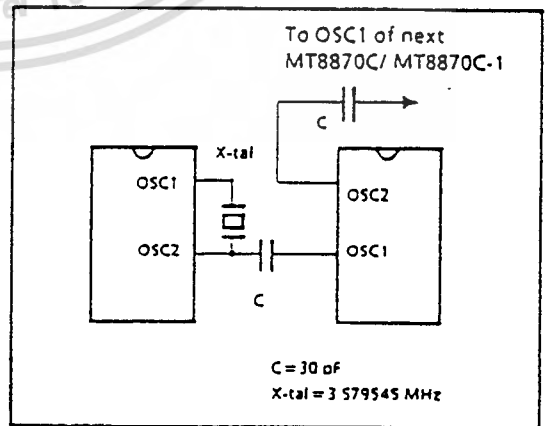 To OSC1 of next
MT8870C/ MT8870C-1
C
X-tal
OSC1
OSC2
OSC2
OSC1
C
C = 30 pF
X-tal = 3 579545 MHz